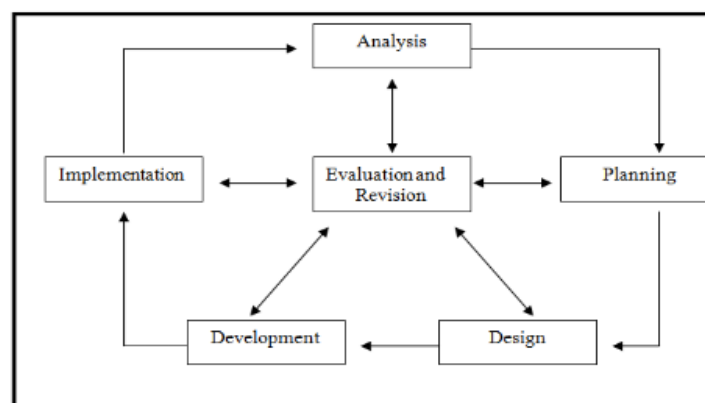 Analysis
Implementation
Evaluation and
Revision
Planning
Development
Design